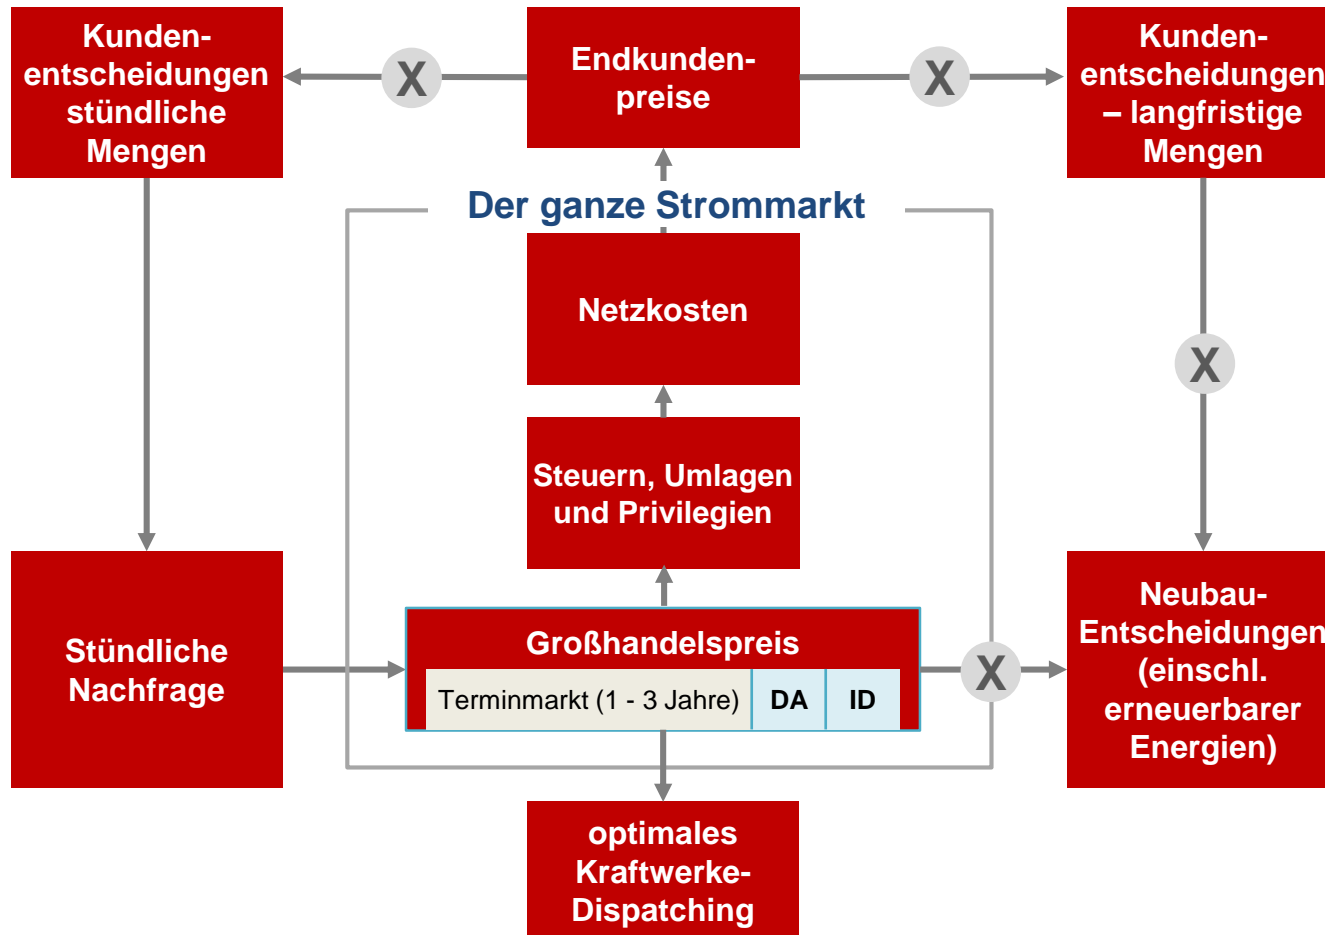 Kunden-
entscheidungen
stündliche
Mengen
X
Endkunden-
preise
X
Kunden-
entscheidungen
– langfristige
Mengen
Der ganze Strommarkt
Netzkosten
X
Steuern, Umlagen
und Privilegien
Stündliche
Nachfrage
Großhandelspreis
Terminmarkt (1 - 3 Jahre)
DA
ID
X
Neubau-
Entscheidungen
(einschl.
erneuerbarer
Energien)
optimales
Kraftwerke-
Dispatching